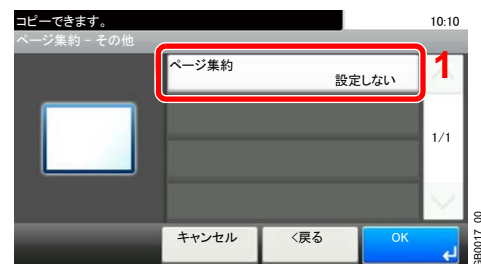 コピーできます。 10:10
ページ集約 - その他
ページ集約
設定しない
1
1/1
キャンセル <戻る OK
GB0017_00